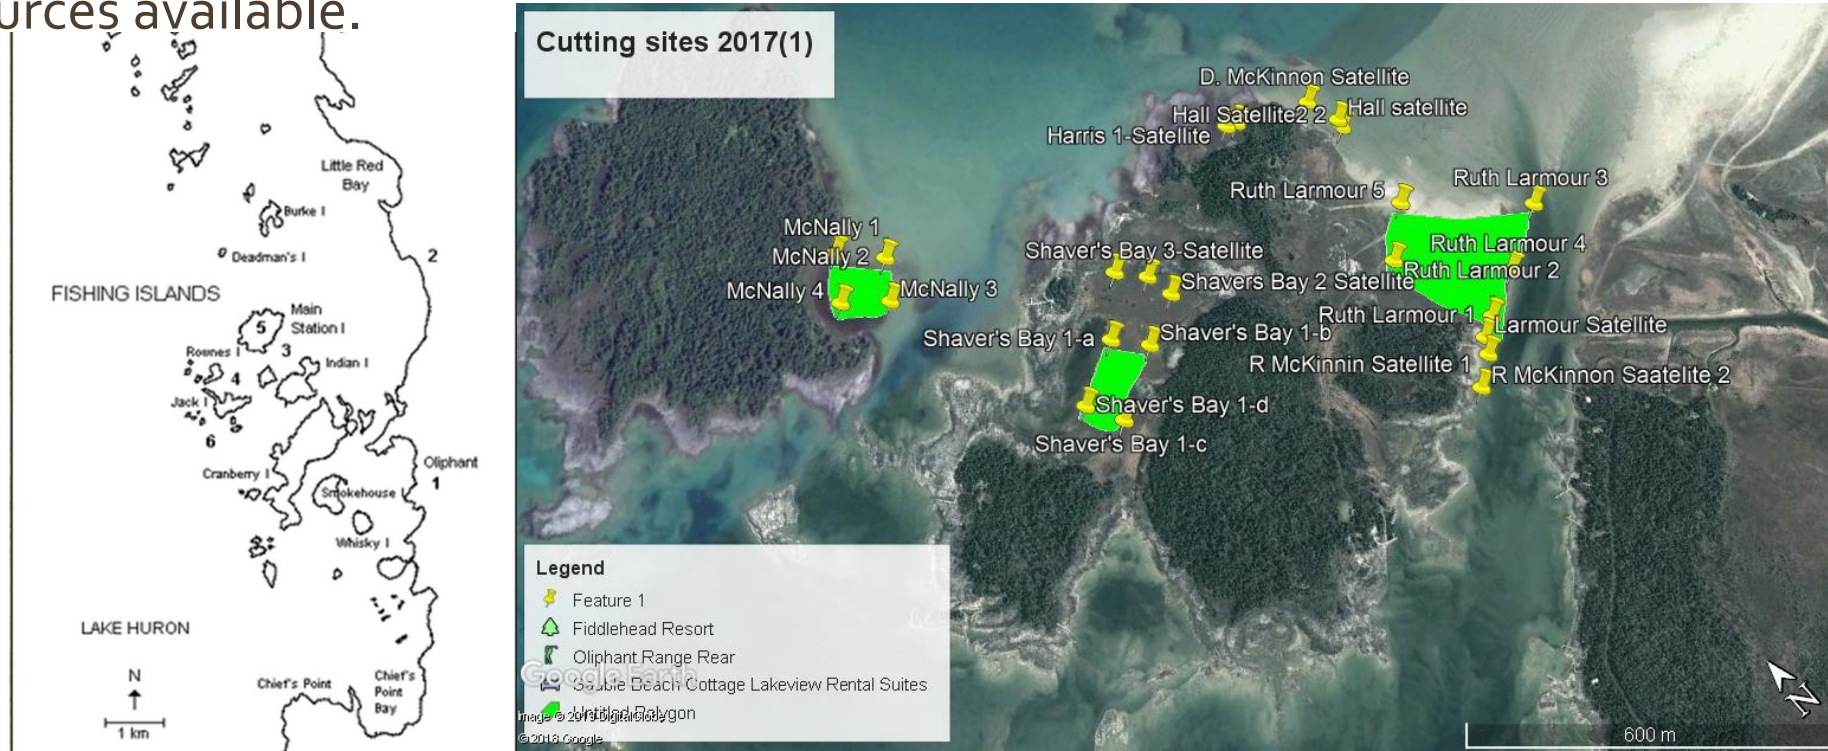 urces available.
Little Red
Bay
Burke I
Deadman's I
2
FISHING ISLANDS
Main
Station I
5
3
Rownes I
Indian I
4
Jack I
6
Cranberry I
Oliphant
1
Smokehouse I
Whisky I
LAKE HURON
N
1 km
Chief's Point
Chief's
Point
Bay
Cutting sites 2017(1)
D. McKinnon Satellite
Hall Satellite2 2
Hall satellite
Harris 1-Satellite
Ruth Larmour 5
Ruth Larmour 3
McNally 1
McNally 2
Shaver's Bay 3-Satellite
Ruth Larmour 4
Ruth Larmour 2
McNally 4
McNally 3
Shavers Bay 2 Satellite
Ruth Larmour 1
Larmour Satellite
Shaver's Bay 1-a
Shaver's Bay 1-b
R McKinnin Satellite 1
R McKinnon Saatelite 2
Shaver's Bay 1-d
Shaver's Bay 1-c
Legend
Feature 1
Fiddlehead Resort
Oliphant Range Rear
Google Earth
Sauble Beach Cottage Lakeview Rental Suites
Untitled Polygon
Image © 2019 DigitalGlobe
© 2018 Google
N
600 m